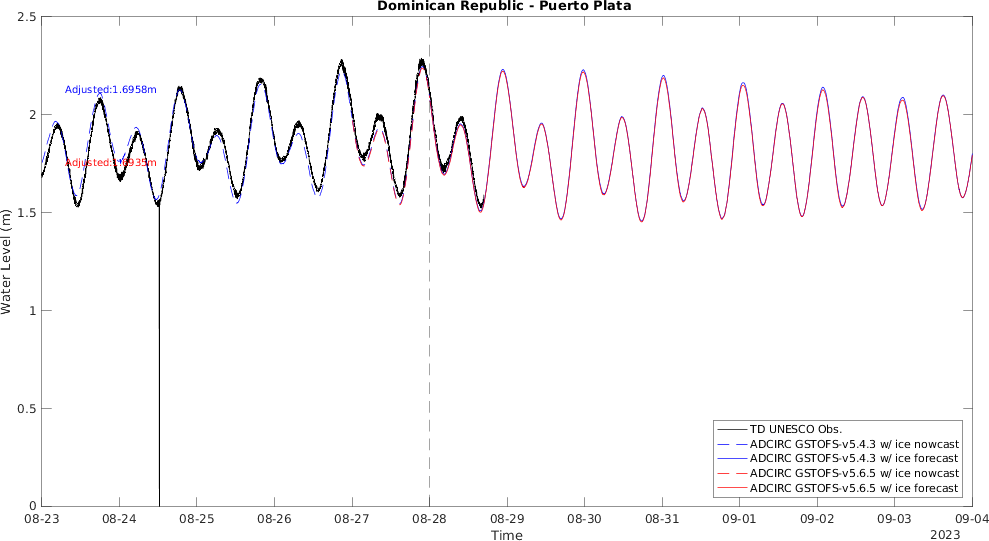 Dominican Republic - Puerto Plata
2.5
2
1.5
1
0.5
0
Water Level (m)
Adjusted:1.6958m
Adjusted:1.6935m
TD UNESCO Obs.
ADCIRC GSTOFS-v5.4.3 w/ ice nowcast
ADCIRC GSTOFS-v5.4.3 w/ ice forecast
ADCIRC GSTOFS-v5.6.5 w/ ice nowcast
ADCIRC GSTOFS-v5.6.5 w/ ice forecast
08-23 08-24 08-25 08-26 08-27 08-28 08-29 08-30 08-31 09-01 09-02 09-03 09-04
Time
2023